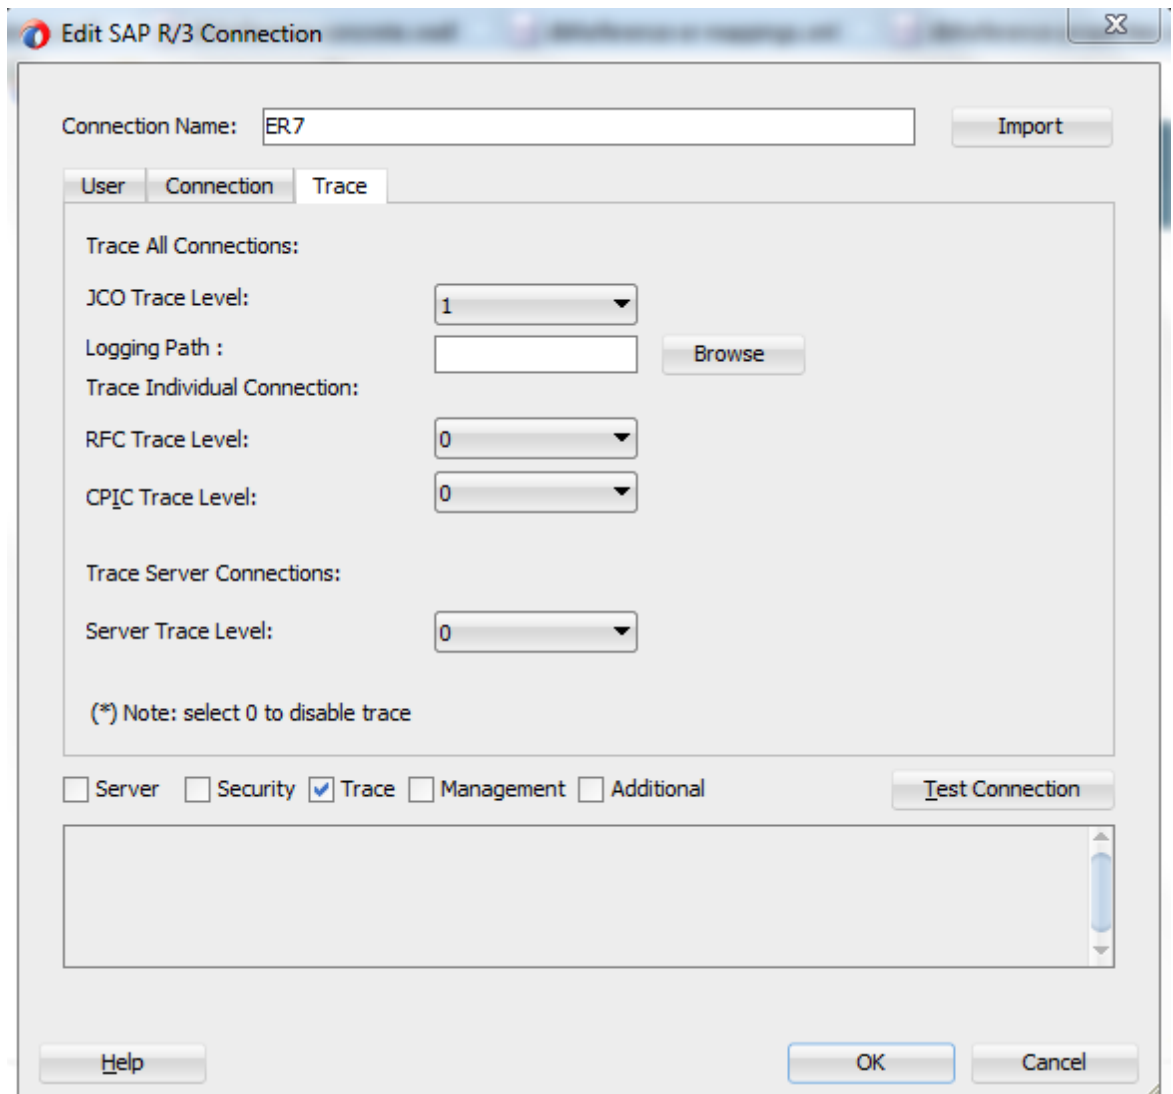 Edit SAP R/3 Connection
Connection Name: ER7 Import
User Connection Trace
Trace All Connections:
JCO Trace Level: 1
Logging Path : Browse
Trace Individual Connection:
RFC Trace Level: 0
CPIC Trace Level: 0
Trace Server Connections:
Server Trace Level: 0
(*) Note: select 0 to disable trace
Server Security Trace Management Additional Test Connection
Help OK Cancel